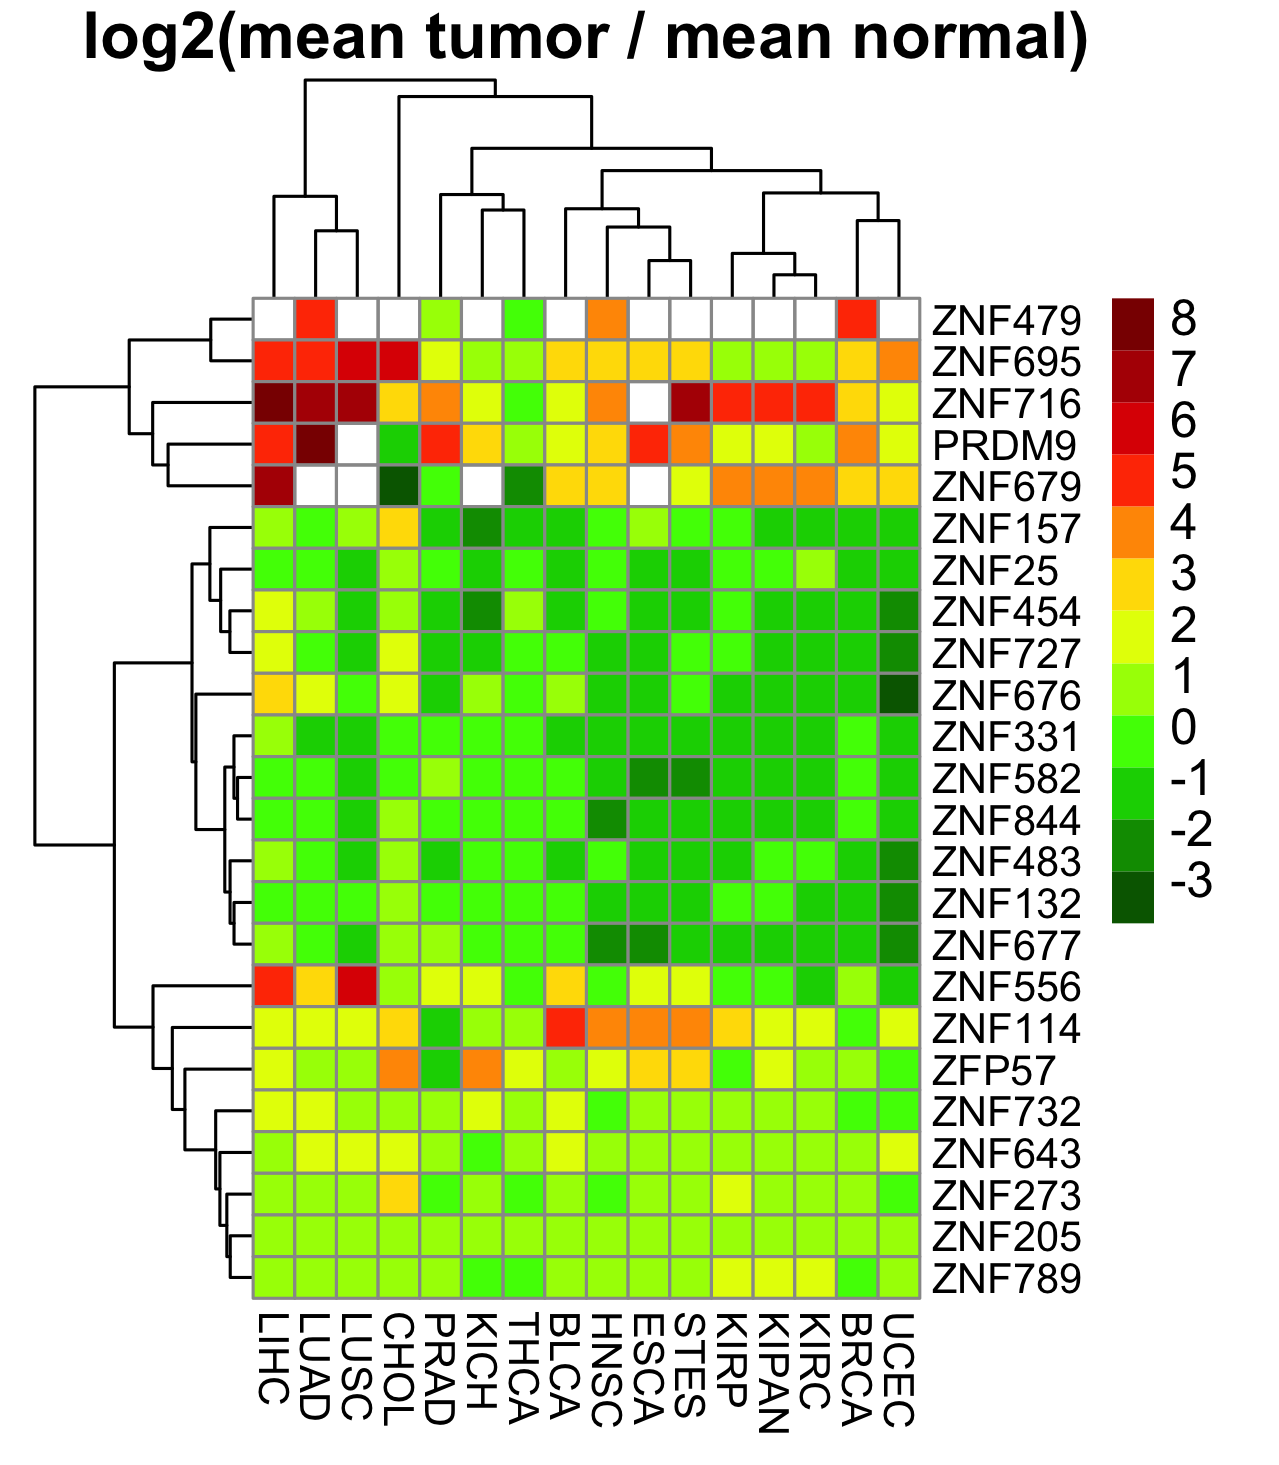 log2(mean tumor / mean normal)
ZNF479
ZNF695
ZNF716
PRDM9
ZNF679
ZNF157
ZNF25
ZNF454
ZNF727
ZNF676
ZNF331
ZNF582
ZNF844
ZNF483
ZNF132
ZNF677
ZNF556
ZNF114
ZFP57
ZNF732
ZNF643
ZNF273
ZNF205
ZNF789
8
7
6
5
4
3
2
1
0
-1
-2
-3
LIHC
LUAD
LUSC
CHOL
PRAD
KICH
THCA
BLCA
HNSC
ESCA
STES
KIRP
KIPAN
KIRC
BRCA
UCEC